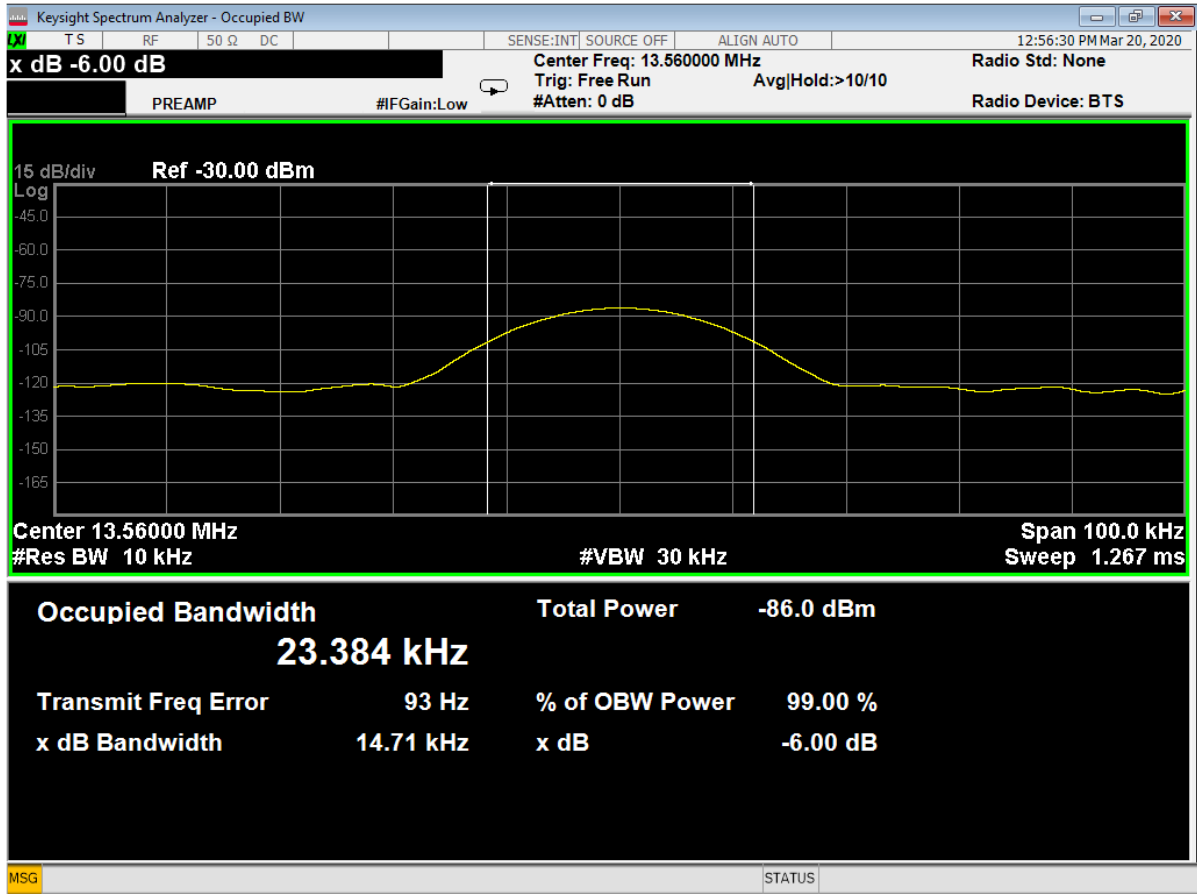 Keysight Spectrum Analyzer - Occupied BW
LXI T S RF 50 Ω DC SENSE:INT SOURCE OFF ALIGN AUTO 12:56:30 PM Mar 20, 2020
x dB -6.00 dB Center Freq: 13.560000 MHz Radio Std: None
Trig: Free Run Avg|Hold:>10/10
PREAMP #IFGain:Low #Atten: 0 dB Radio Device: BTS
15 dB/div Ref -30.00 dBm
Log
-45.0
-60.0
-75.0
-90.0
-105
-120
-135
-150
-165
Center 13.56000 MHz Span 100.0 kHz
#Res BW 10 kHz #VBW 30 kHz Sweep 1.267 ms
Occupied Bandwidth Total Power -86.0 dBm
23.384 kHz
Transmit Freq Error 93 Hz % of OBW Power 99.00 %
x dB Bandwidth 14.71 kHz x dB -6.00 dB
MSG STATUS